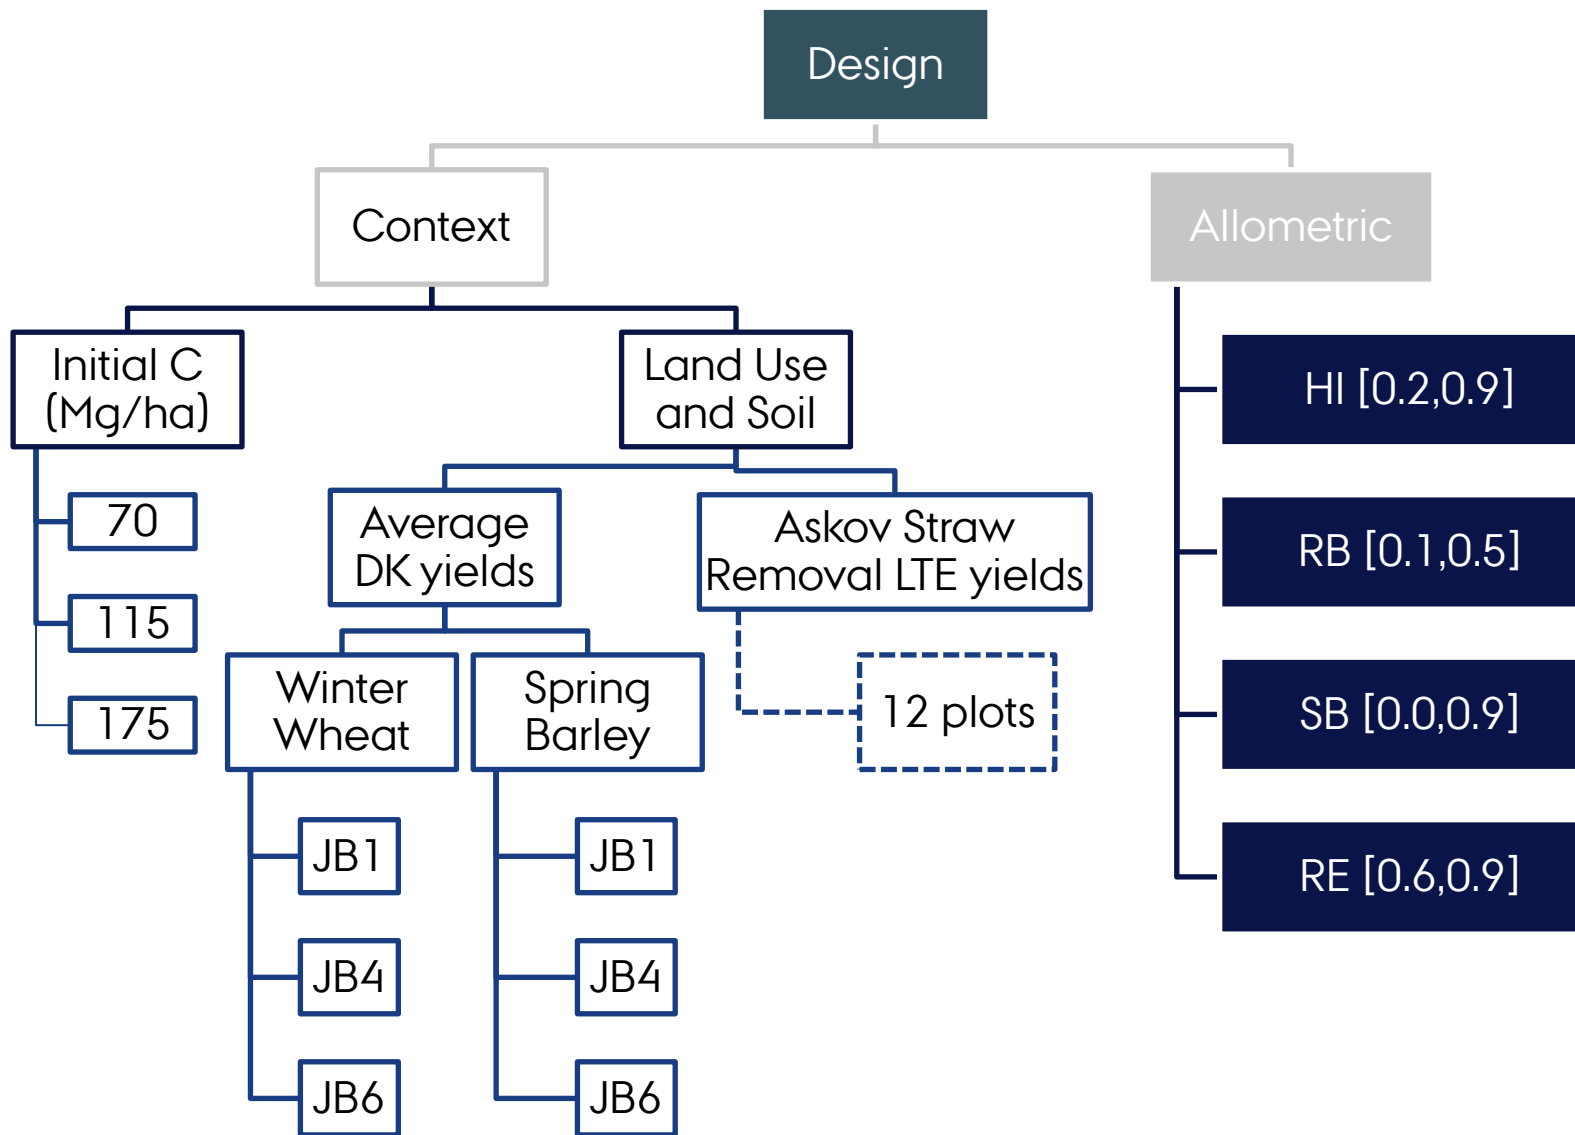 Design
Context
Allometric
Initial C
(Mg/ha)
70
115
175
Land Use
and Soil
Average
DK yields
Winter
Wheat
JB1
JB4
JB6
Spring
Barley
JB1
JB4
JB6
Askov Straw
Removal LTE yields
12 plots
HI [0.2,0.9]
RB [0.1,0.5]
SB [0.0,0.9]
RE [0.6,0.9]